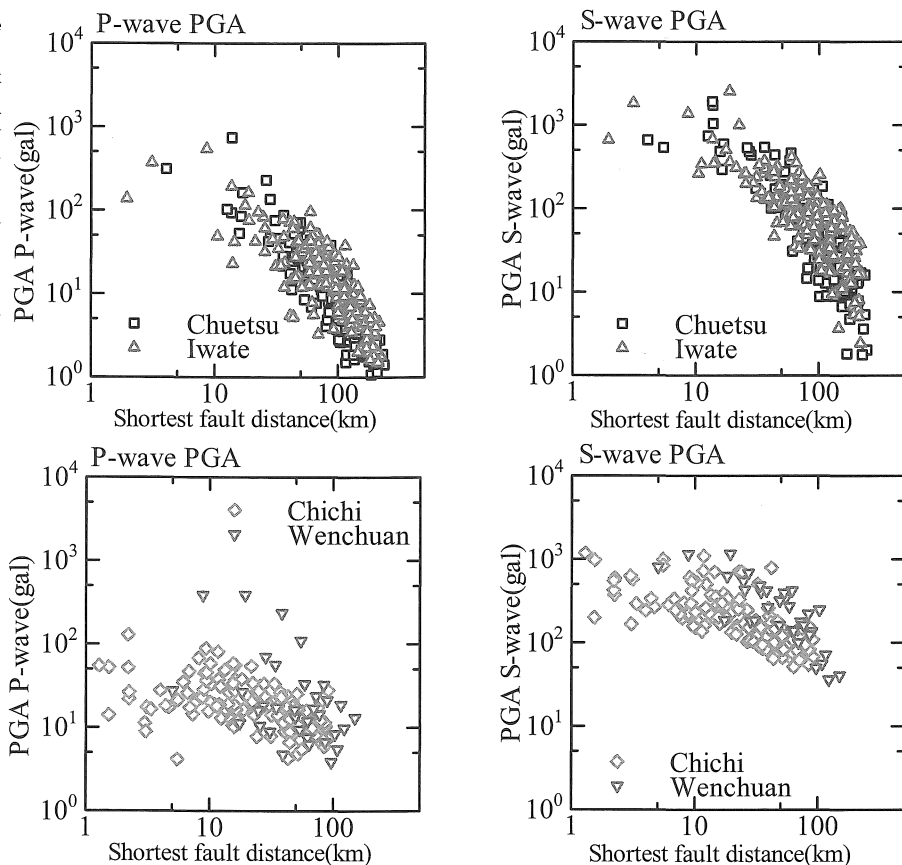 P-wave PGA
10^4
10^3
10^2
10^1
10^0
PGA P-wave(gal)
Chuetsu
Iwate
1
10
100
Shortest fault distance(km)
S-wave PGA
10^4
10^3
10^2
10^1
10^0
PGA S-wave(gal)
Chuetsu
Iwate
1
10
100
Shortest fault distance(km)
P-wave PGA
10^4
10^3
10^2
10^1
10^0
PGA P-wave(gal)
Chichi
Wenchuan
1
10
100
Shortest fault distance(km)
S-wave PGA
10^4
10^3
10^2
10^1
10^0
PGA S-wave(gal)
Chichi
Wenchuan
1
10
100
Shortest fault distance(km)